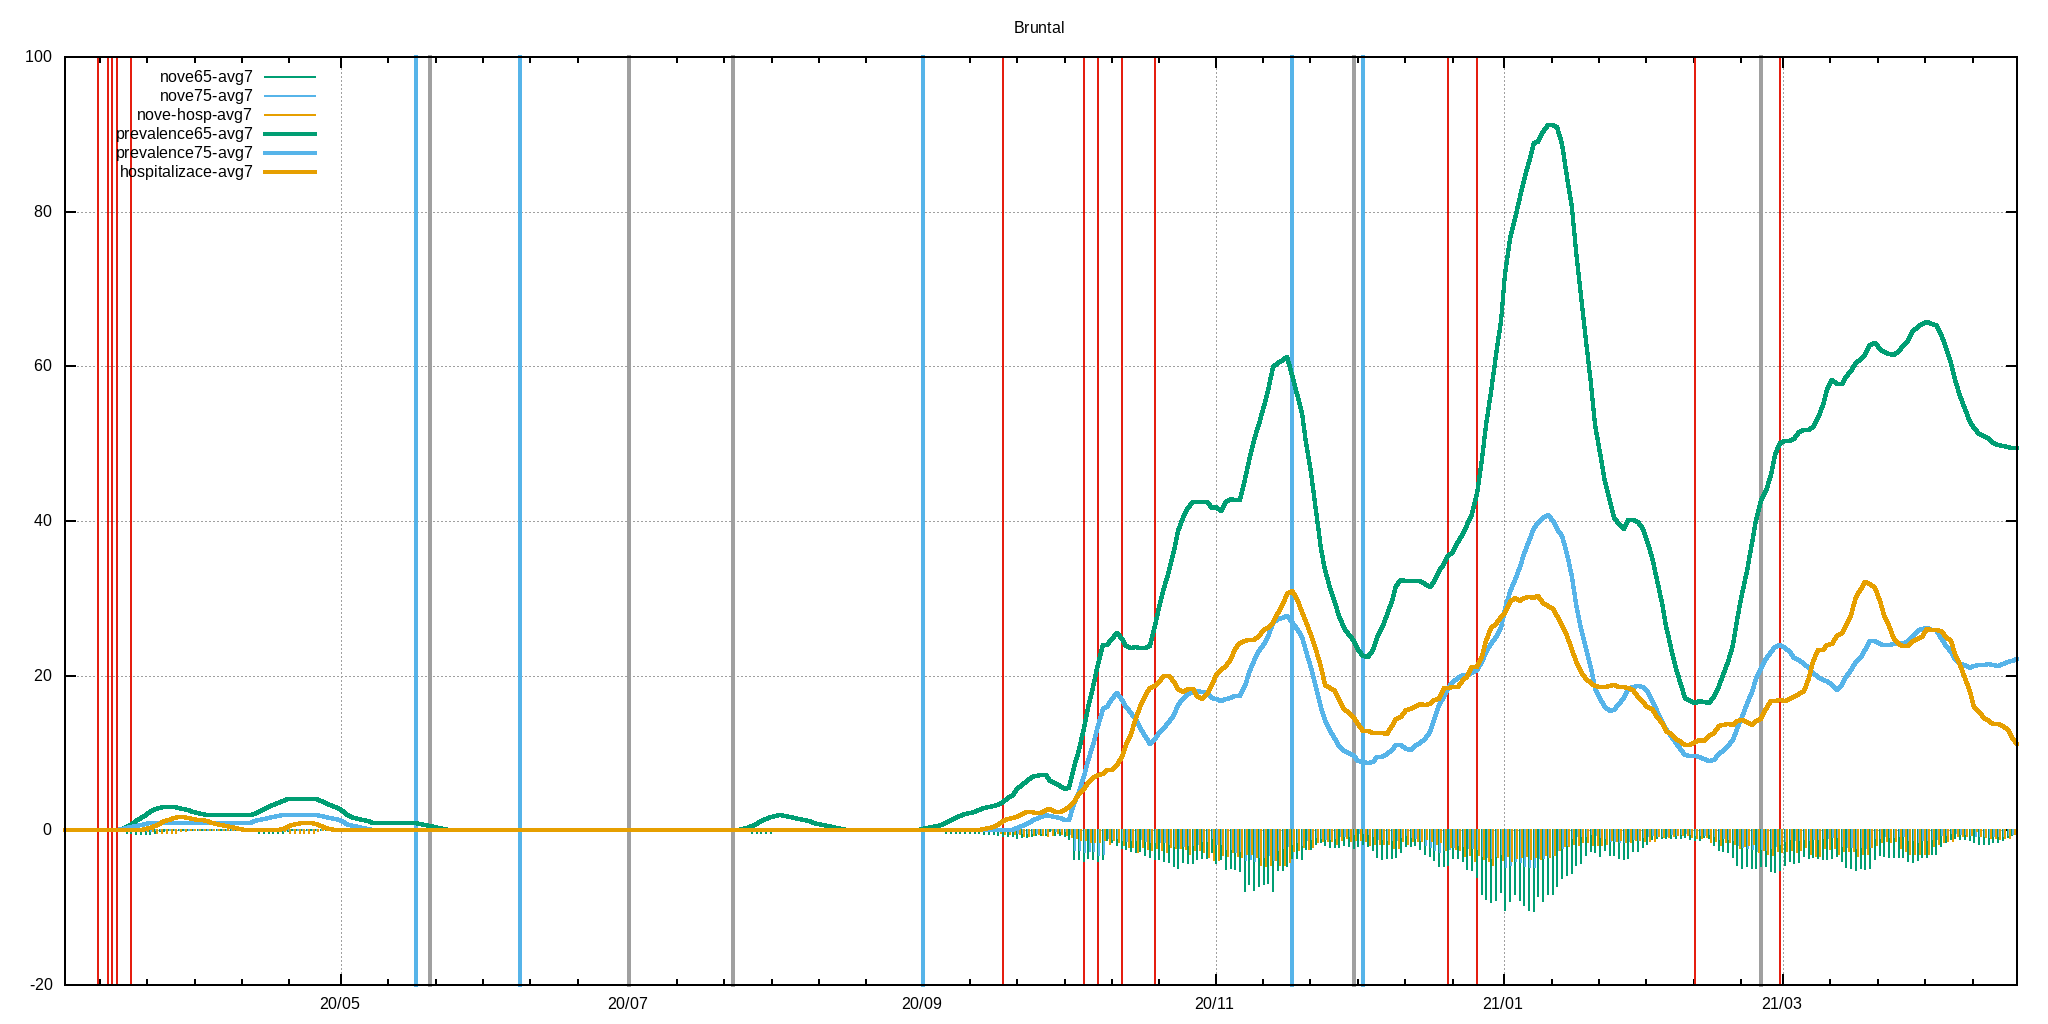 Bruntal
100
nove65-avg7
nove75-avg7
nove-hosp-avg7
prevalence65-avg7
prevalence75-avg7
hospitalizace-avg7
80
60
40
20
0
-20
20/05 20/07 20/09 20/11 21/01 21/03